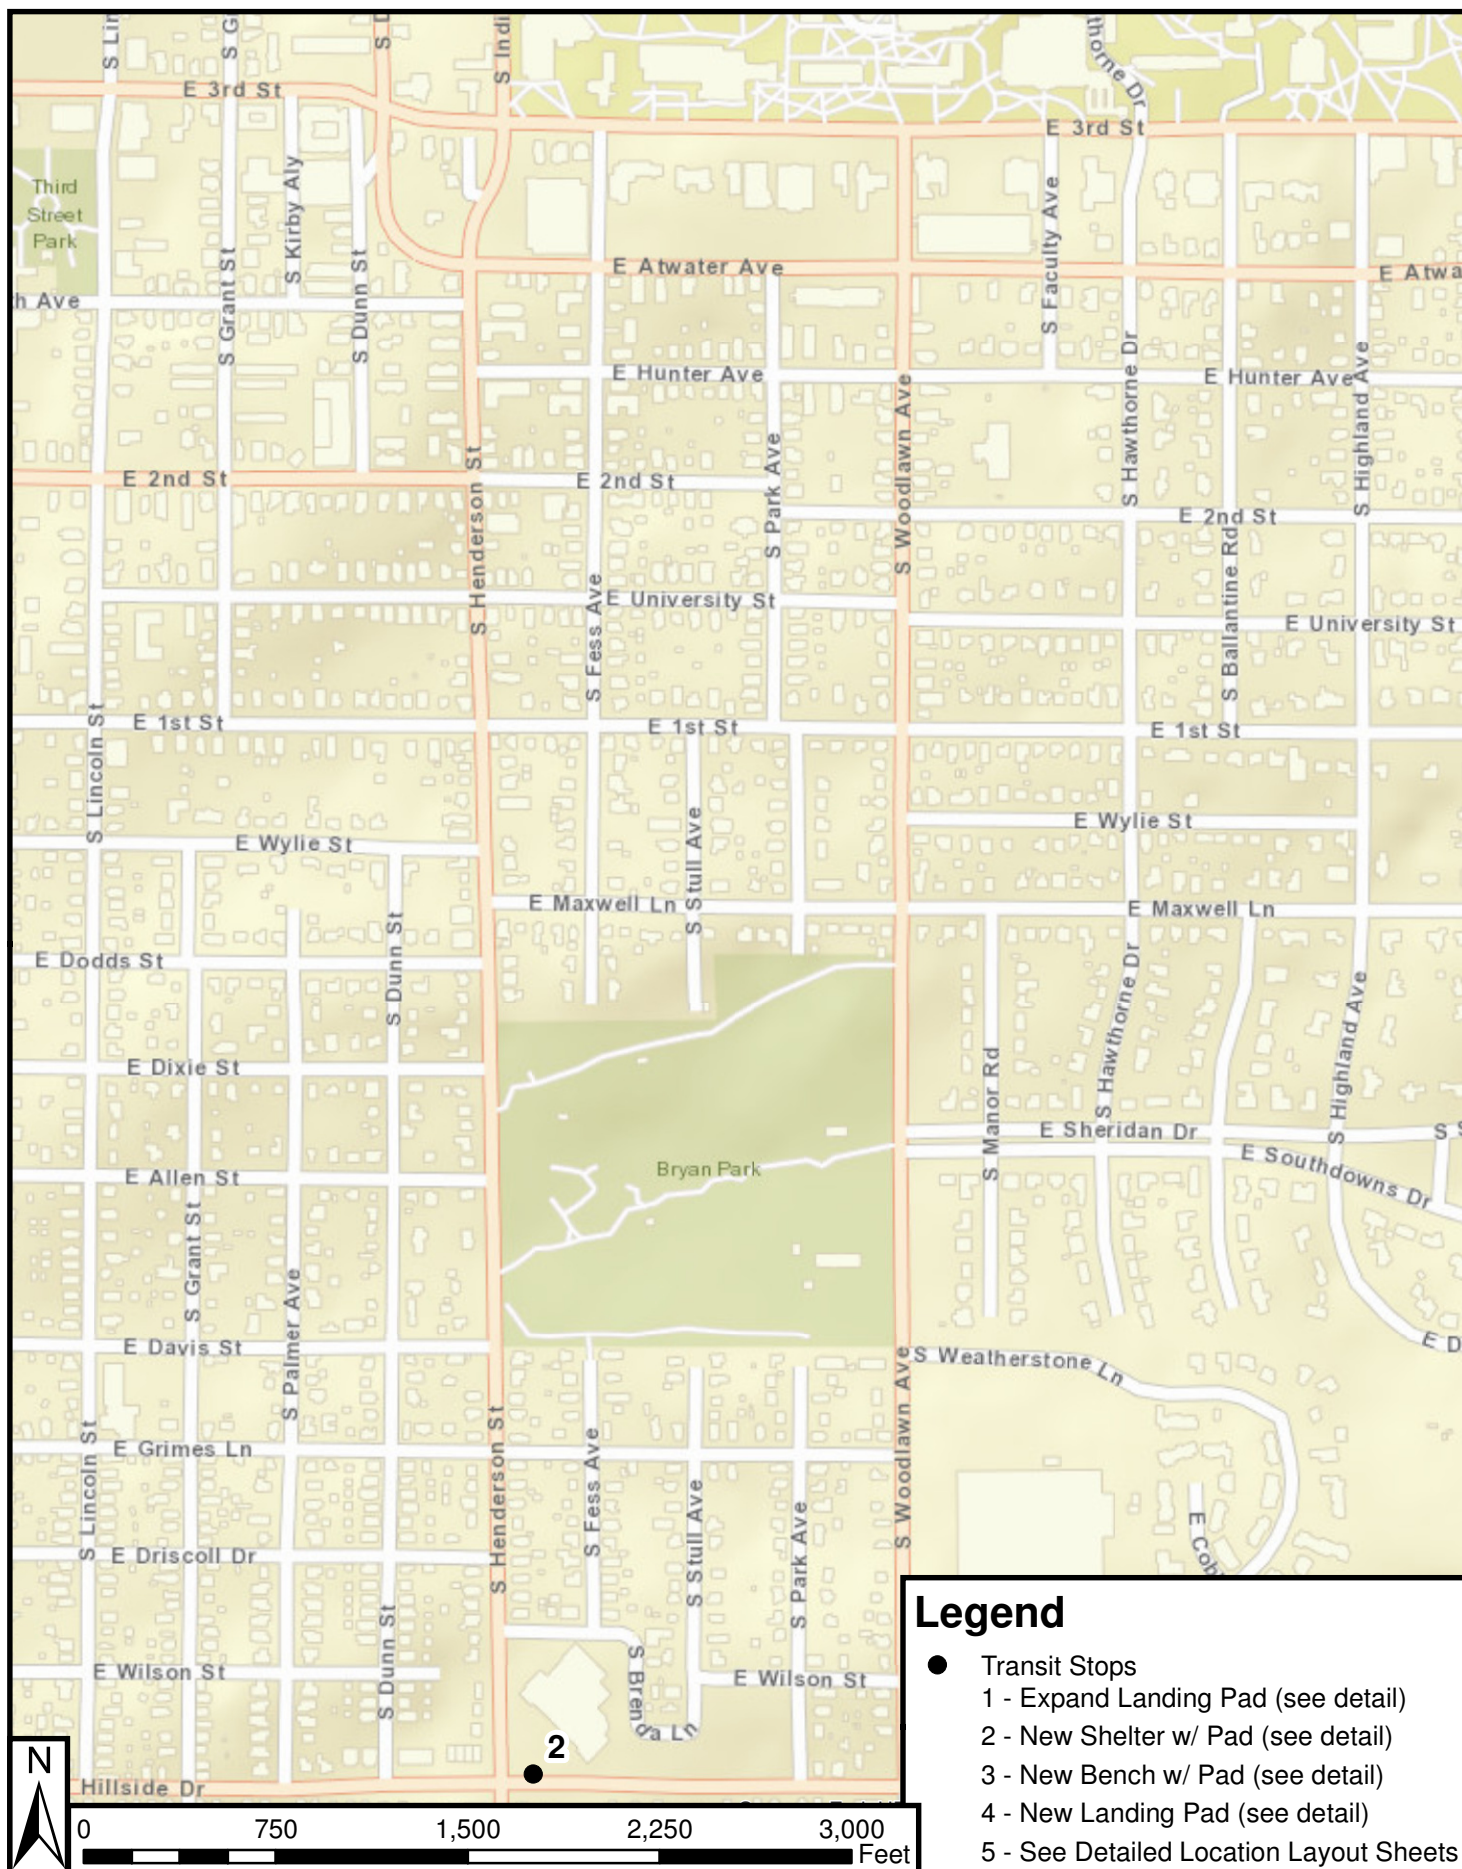 S Lin
S G
S D
S Indi
thorne Dr
E 3rd St
E 3rd St
Third
Street
Park
S Kirby Aly
S Faculty Ave
S Grant St
S Dunn St
E Atwater Ave
E Atwa
h Ave
S Hawthorne Dr
S Highland Ave
E Hunter Ave
E Hunter Ave
S Woodlawn Ave
S Park Ave
S Henderson St
E 2nd St
E 2nd St
E 2nd St
S Ballantine Rd
S Fess Ave
E University St
E University St
S Lincoln St
E 1st St
E 1st St
E 1st St
S Stull Ave
E Wylie St
E Wylie St
E Maxwell Ln
E Maxwell Ln
S Dunn St
E Dodds St
S Hawthorne Dr
S Highland Ave
S Manor Rd
E Dixie St
E Sheridan Dr
S S
E Southdowns Dr
Bryan Park
E Allen St
S Grant St
S Palmer Ave
E Davis St
S Weatherstone Ln
E D
S Woodlawn Ave
S Henderson St
S Lincoln St
E Grimes Ln
S Fess Ave
S Stull Ave
S Park Ave
E Cob
E Driscoll Dr
S Dunn St
E Wilson St
S Brenda Ln
E Wilson St
2
Hillside Dr
N
0 750 1,500 2,250 3,000
Feet
Legend
Transit Stops
1 - Expand Landing Pad (see detail)
2 - New Shelter w/ Pad (see detail)
3 - New Bench w/ Pad (see detail)
4 - New Landing Pad (see detail)
5 - See Detailed Location Layout Sheets